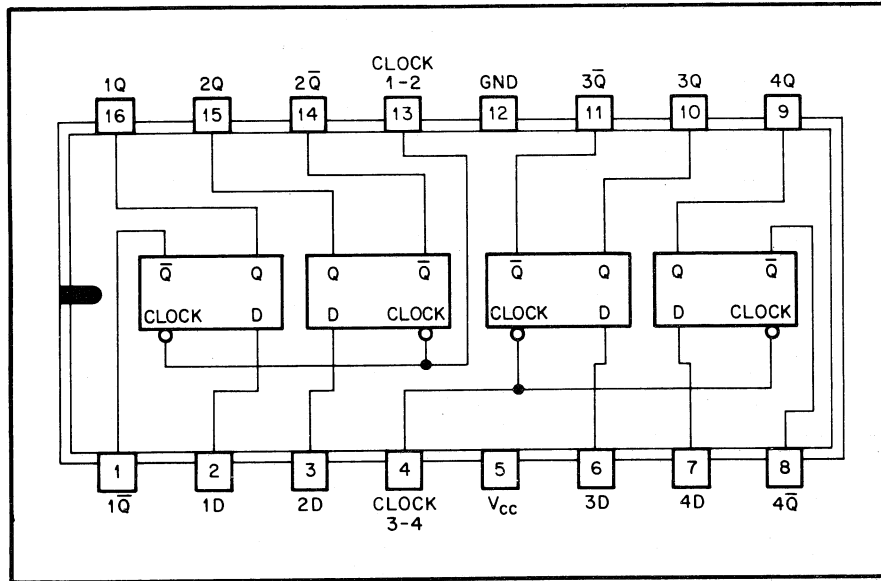 CLOCK
1Q 2Q 2Q̅ 1-2 GND 3Q̅ 3Q 4Q
16 15 14 13 12 11 10 9
Q̅ Q Q Q̅ Q̅ Q Q Q̅
CLOCK D D CLOCK CLOCK D D CLOCK
1 2 3 4 5 6 7 8
1Q̅ 1D 2D CLOCK VCC 3D 4D 4Q̅
3-4